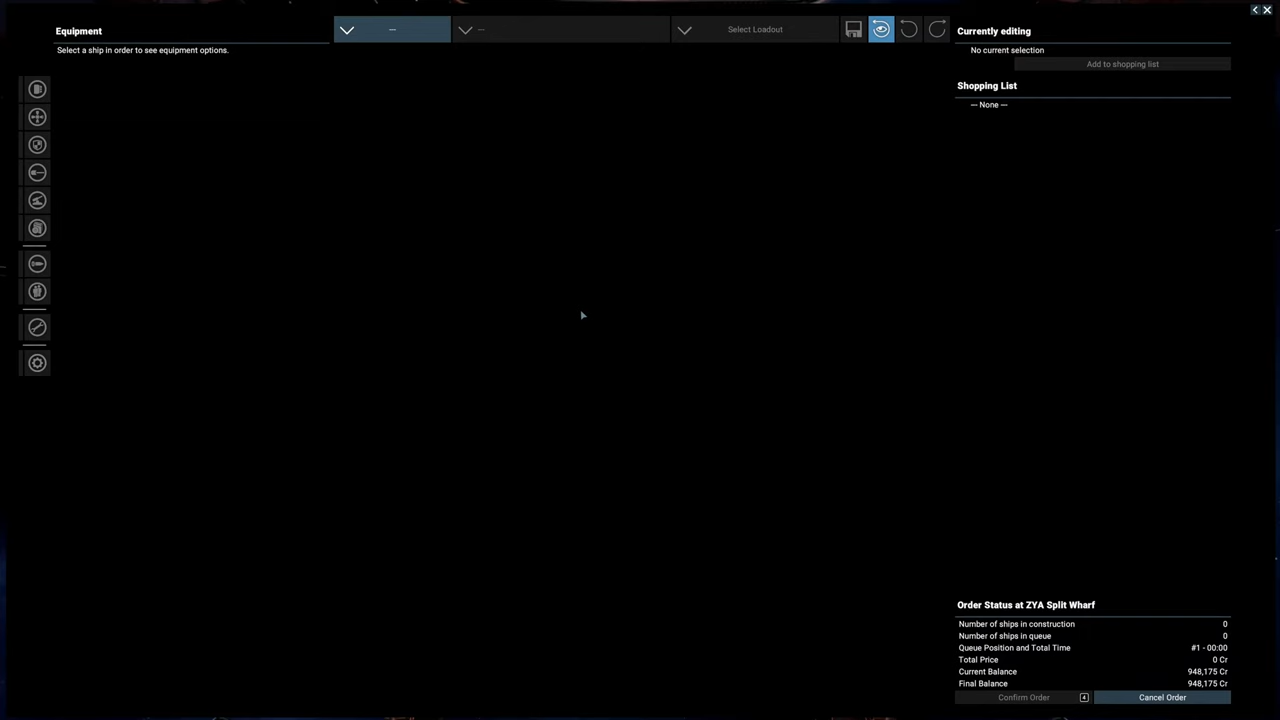 Equipment
Select a ship in order to see equipment options.
—
—
Select Loadout
Currently editing
No current selection
Add to shopping list
Shopping List
— None —
Order Status at ZYA Split Wharf
Number of ships in construction 0
Number of ships in queue 0
Queue Position and Total Time #1 - 00:00
Total Price 0 Cr
Current Balance 948,175 Cr
Final Balance 948,175 Cr
Confirm Order 4 Cancel Order